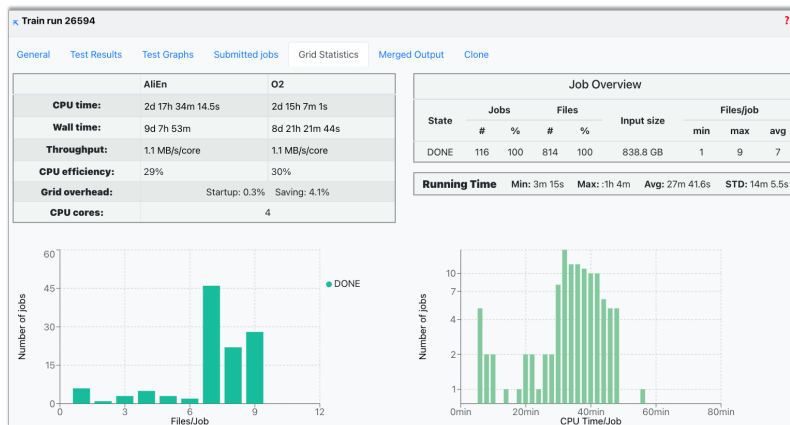 Train run 26594 ?
General Test Results Test Graphs Submitted jobs Grid Statistics Merged Output Clone
AliEn O2
CPU time: 2d 17h 34m 14.5s 2d 15h 7m 1s
Wall time: 9d 7h 53m 8d 21h 21m 44s
Throughput: 1.1 MB/s/core 1.1 MB/s/core
CPU efficiency: 29% 30%
Grid overhead: Startup: 0.3% Saving: 4.1%
CPU cores: 4
Job Overview
State Jobs Files Input size Files/job
# % # % min max avg
DONE 116 100 814 100 838.8 GB 1 9 7
Running Time Min: 3m 15s Max: :1h 4m Avg: 27m 41.6s STD: 14m 5.5s
60
45
30
15
0
Number of jobs
0 3 6 9 12
Files/Job
DONE
10
7
4
2
1
Number of jobs
0min 20min 40min 60min 80min
CPU Time/Job